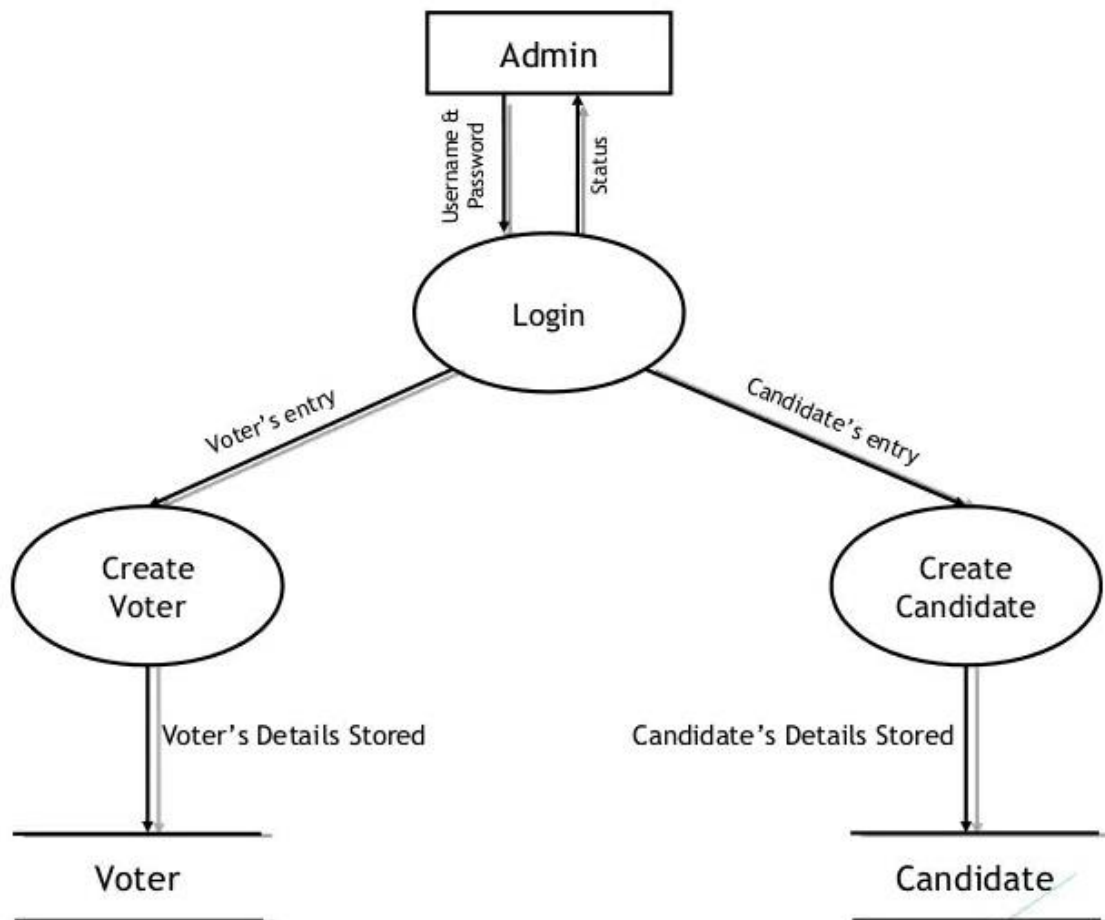 Admin
Username &
Password
Status
Login
Voter’s entry
Candidate’s entry
Create
Voter
Create
Candidate
Voter’s Details Stored
Candidate’s Details Stored
Voter
Candidate